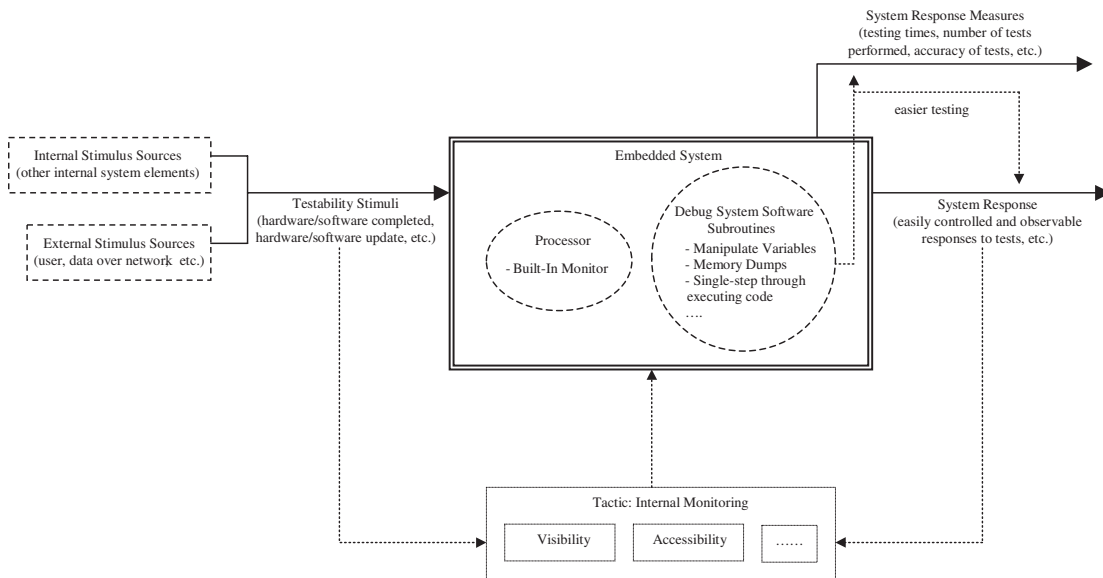 System Response Measures
(testing times, number of tests
performed, accuracy of tests, etc.)
easier testing
Internal Stimulus Sources
(other internal system elements)
External Stimulus Sources
(user, data over network etc.)
Testability Stimuli
(hardware/software completed,
hardware/software update, etc.)
Embedded System
Processor
- Built-In Monitor
Debug System Software
Subroutines
- Manipulate Variables
- Memory Dumps
- Single-step through
executing code
….
System Response
(easily controlled and observable
responses to tests, etc.)
Tactic: Internal Monitoring
Visibility
Accessibility
……